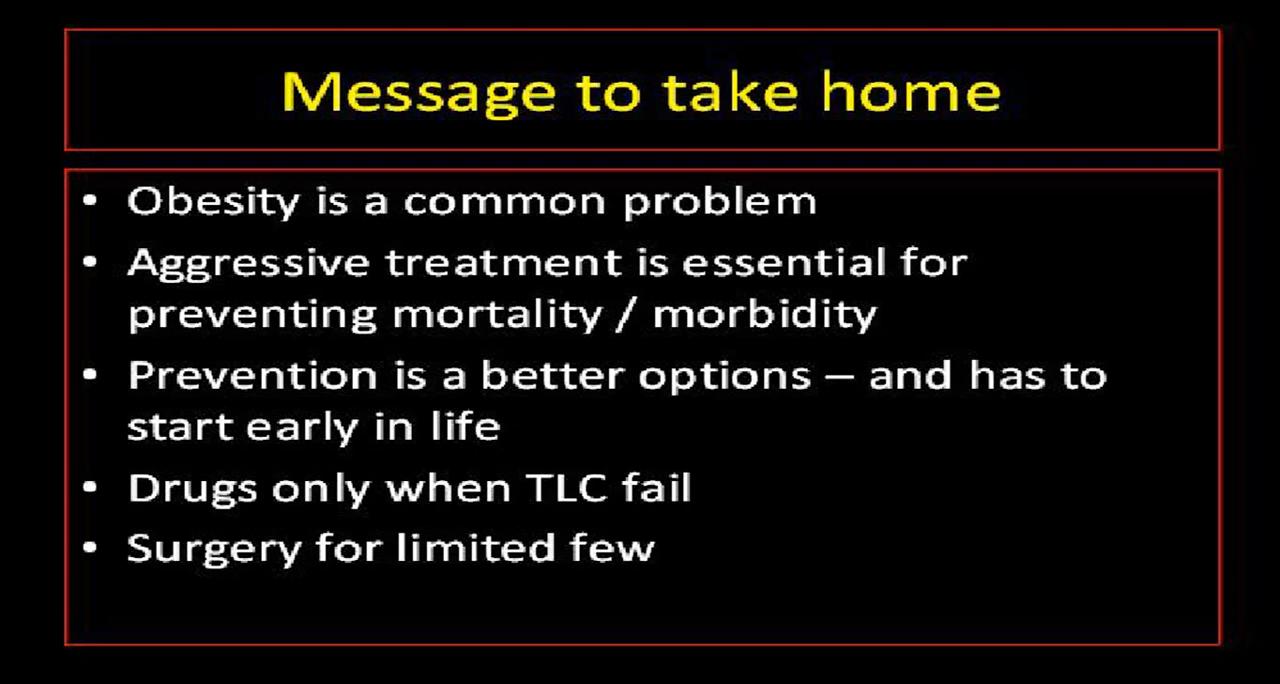 Message to take home
• Obesity is a common problem
• Aggressive treatment is essential for
preventing mortality / morbidity
• Prevention is a better options – and has to
start early in life
• Drugs only when TLC fail
• Surgery for limited few